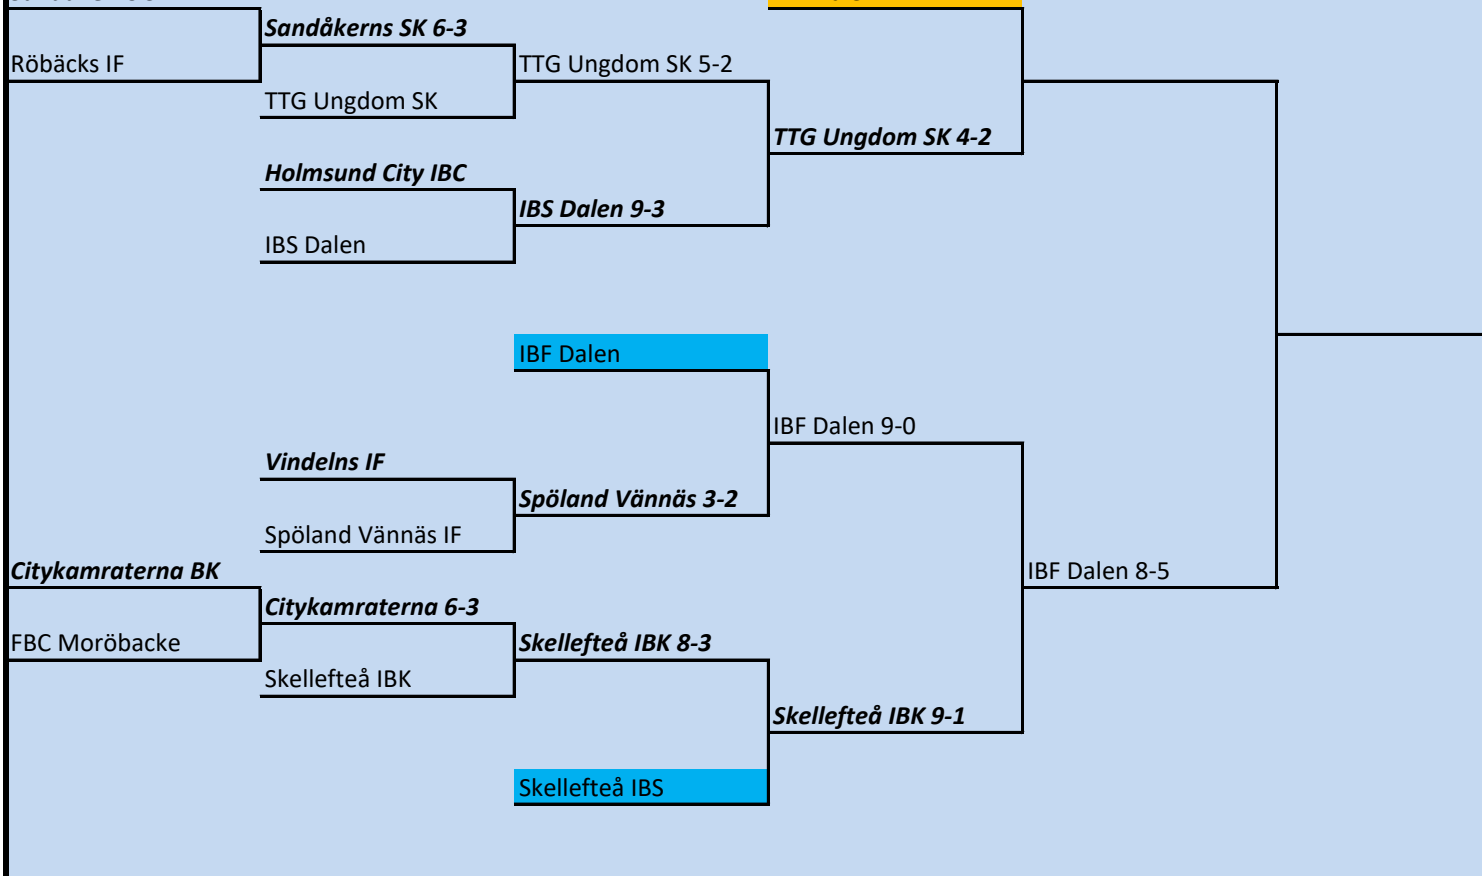 Sandåkerns SK 6-3
Röbäcks IF
TTG Ungdom SK 5-2
TTG Ungdom SK
TTG Ungdom SK 4-2
Holmsund City IBC
IBS Dalen 9-3
IBS Dalen
IBF Dalen
IBF Dalen 9-0
Vindelns IF
Spöland Vännäs 3-2
Spöland Vännäs IF
Citykamraterna BK
IBF Dalen 8-5
Citykamraterna 6-3
FBC Moröbacke
Skellefteå IBK 8-3
Skellefteå IBK
Skellefteå IBK 9-1
Skellefteå IBS